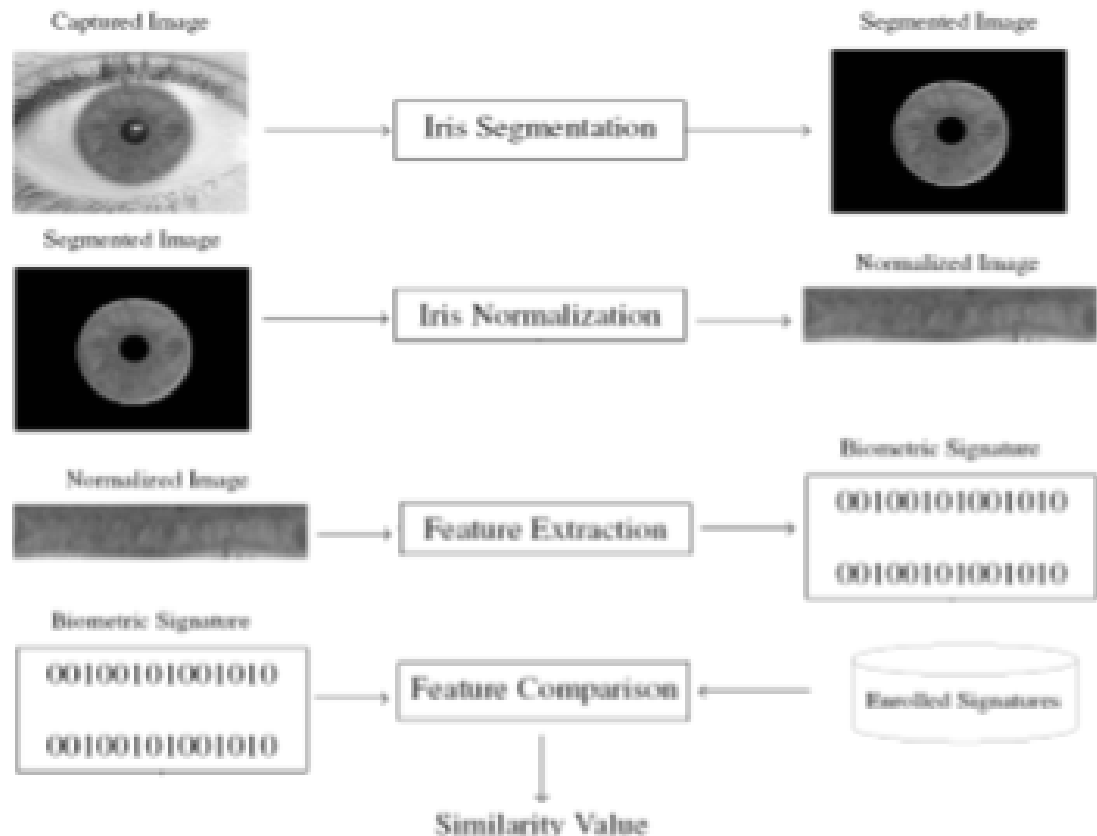 Captured Image
Segmented Image
Iris Segmentation
Segmented Image
Normalized Image
Iris Normalization
Normalized Image
Biometric Signature
Feature Extraction
00100101001010
00100101001010
Biometric Signature
00100101001010
Feature Comparison
Enrolled Signatures
00100101001010
Similarity Value